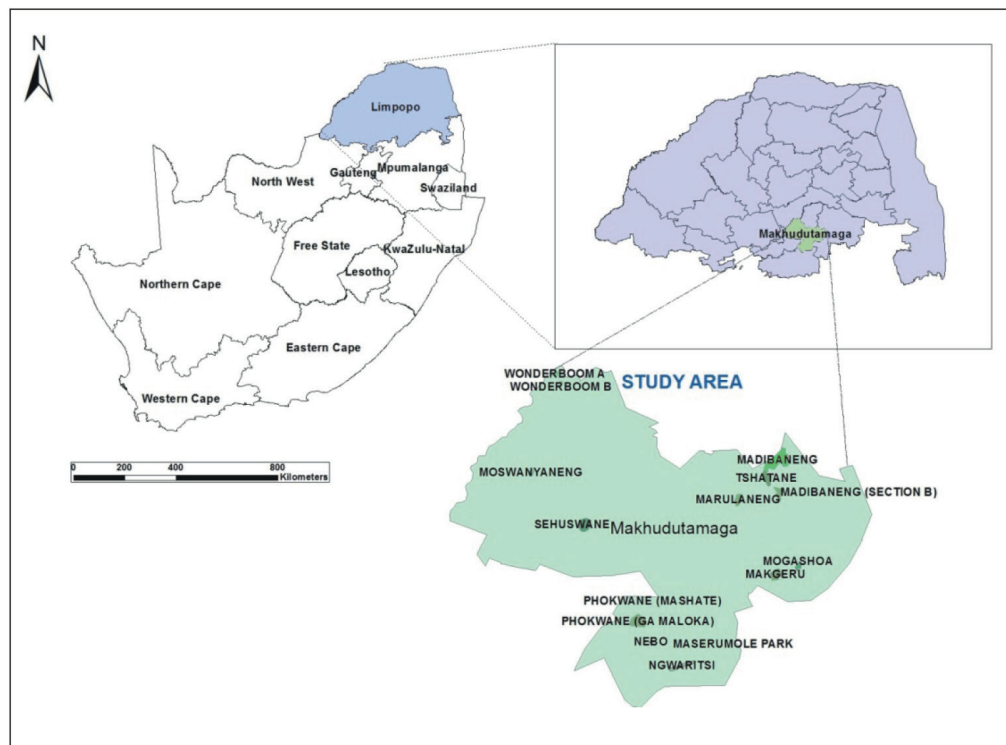 N
Limpopo
North West
Gauteng
Mpumalanga
Swaziland
Free State
KwaZulu-Natal
Lesotho
Northern Cape
Eastern Cape
Western Cape
0 200 400 800
Kilometers
Makhudutamaga
STUDY AREA
WONDERBOOM A
WONDERBOOM B
MADIBANENG
TSHATANE
MOSWANYANENG
MADIBANENG (SECTION B)
MARULANENG
SEHUSWANE
Makhudutamaga
MOGASHOA
MAKGERU
PHOKWANE (MASHATE)
PHOKWANE (GA MALOKA)
NEBO
MASERUMOLE PARK
NGWARITSI